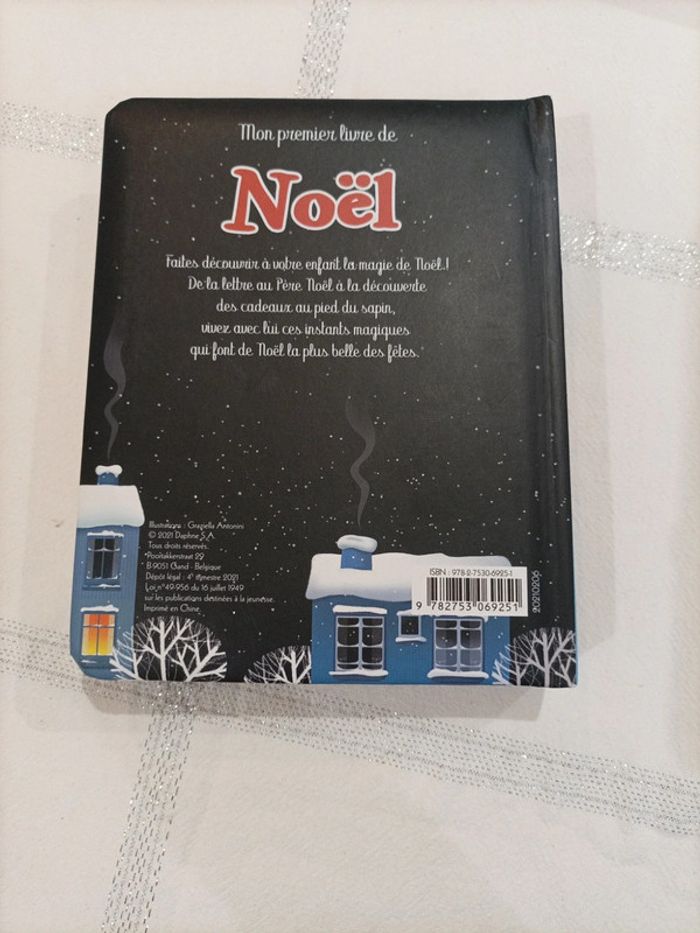 Mon premier livre de
Noël
Faites découvrir à votre enfant la magie de Noël !
De la lettre au Père Noël à la découverte
des cadeaux au pied du sapin,
vivez avec lui ces instants magiques
qui font de Noël la plus belle des fêtes.
Illustrations : Graziella Antonini
© 2021 Daphne S.A.
Tous droits réservés.
Poortakkerstraat 29
B-9051 Gand - Belgique
Dépôt légal : 4e trimestre 2021
Loi n°49-956 du 16 juillet 1949
sur les publications destinées à la jeunesse.
Imprimé en Chine.
ISBN : 978-2-7530-6925-1
9 782753 069251
20210206